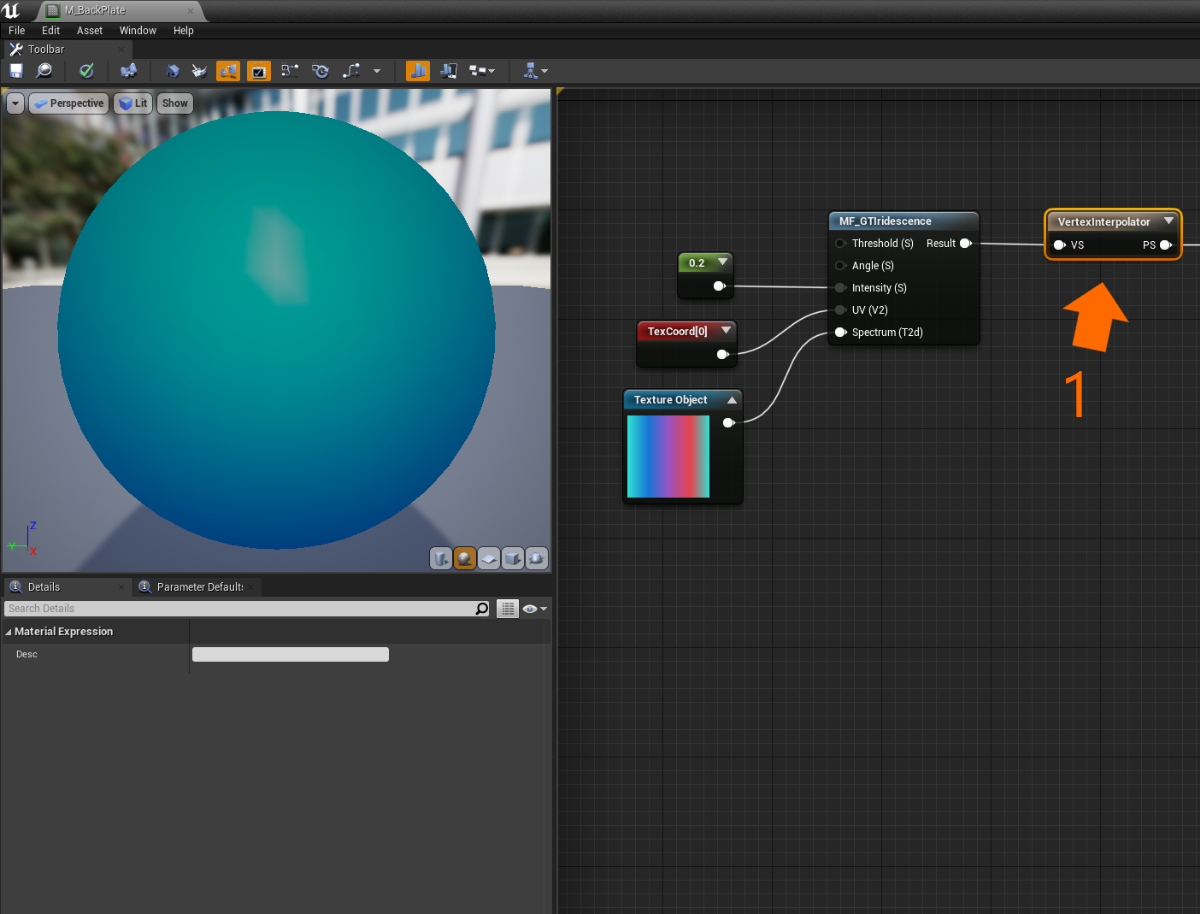 M_BackPlate
File Edit Asset Window Help
Toolbar
Perspective Lit Show
Z
Y
X
Details
Parameter Default
Search Details
Material Expression
Desc
0.2
TexCoord[0]
Texture Object
MF_GTIridescence
Threshold (S) Result
Angle (S)
Intensity (S)
UV (V2)
Spectrum (T2d)
VertexInterpolator
VS PS
1